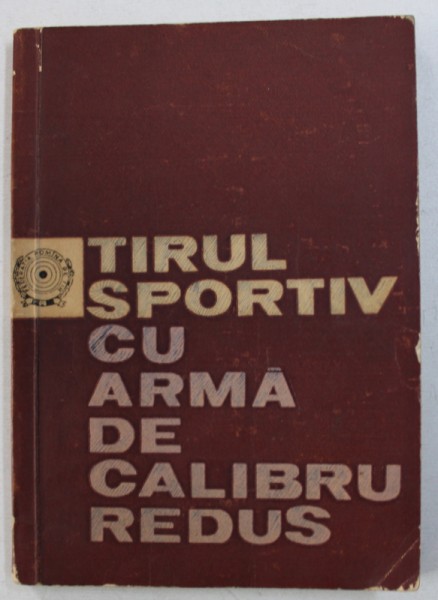 TIRUL
SPORTIV
CU
ARMĂ
DE
CALIBRU
REDUS